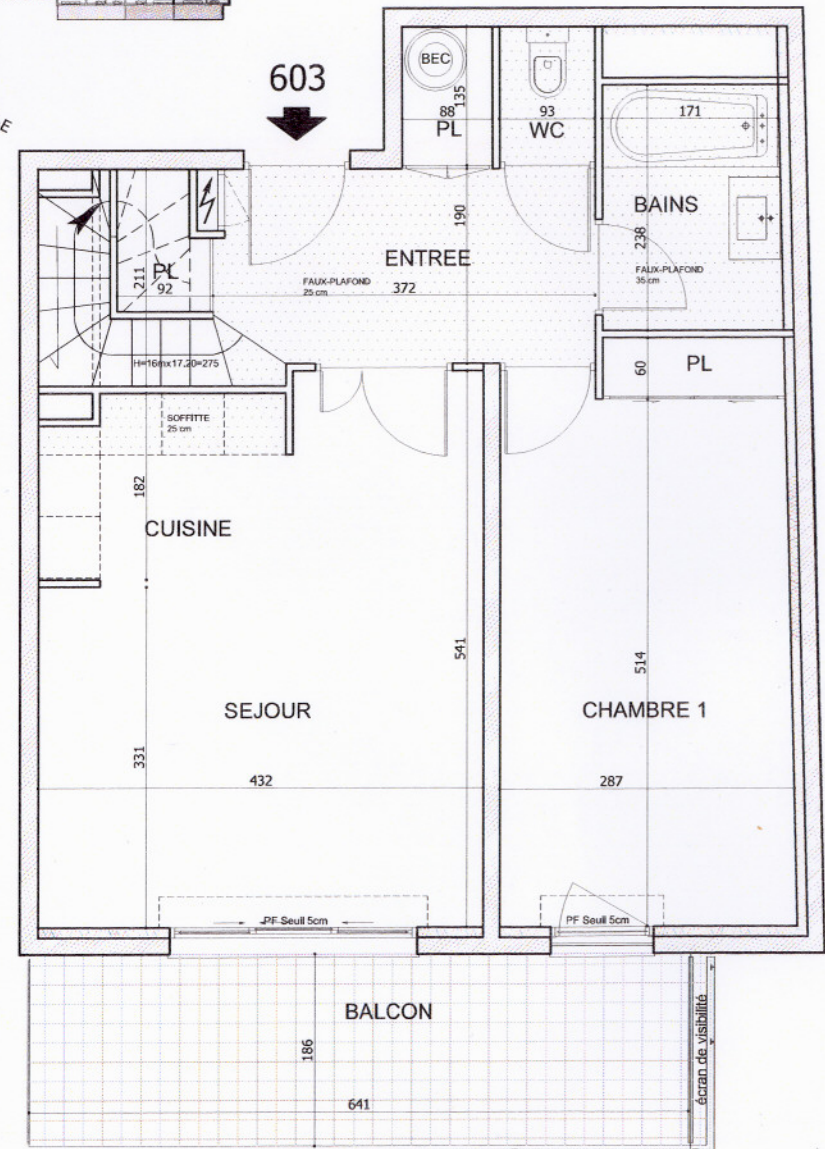 603
BEC
135
88
PL
93
WC
171
BAINS
238
FAUX-PLAFOND
35 cm
190
ENTREE
FAUX-PLAFOND
25 cm
372
211
PL
92
H=16mx17,20=275
60
PL
SOFFITTE
25 cm
182
CUISINE
541
514
SEJOUR
CHAMBRE 1
331
432
287
PF Seuil 5cm
PF Seuil 5cm
BALCON
186
641
écran de visibilité